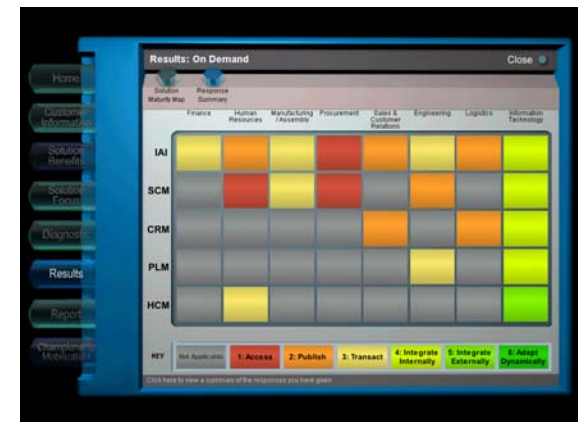 Results: On Demand
Close
Home
Solution Maturity Map
Response Summary
Customer Information
Finance
Human Resources
Manufacturing / Assembly
Procurement
Sales & Customer Relations
Engineering
Logistics
Information Technology
Solution Benefits
IAI
Solution Focus
SCM
Diagnostic
CRM
Results
PLM
Report
HCM
Championship
KEY
Not Applicable
1: Access
2: Publish
3: Transact
4: Integrate Internally
5: Integrate Externally
6: Adapt Dynamically
Click here to view a summary of the responses you have given